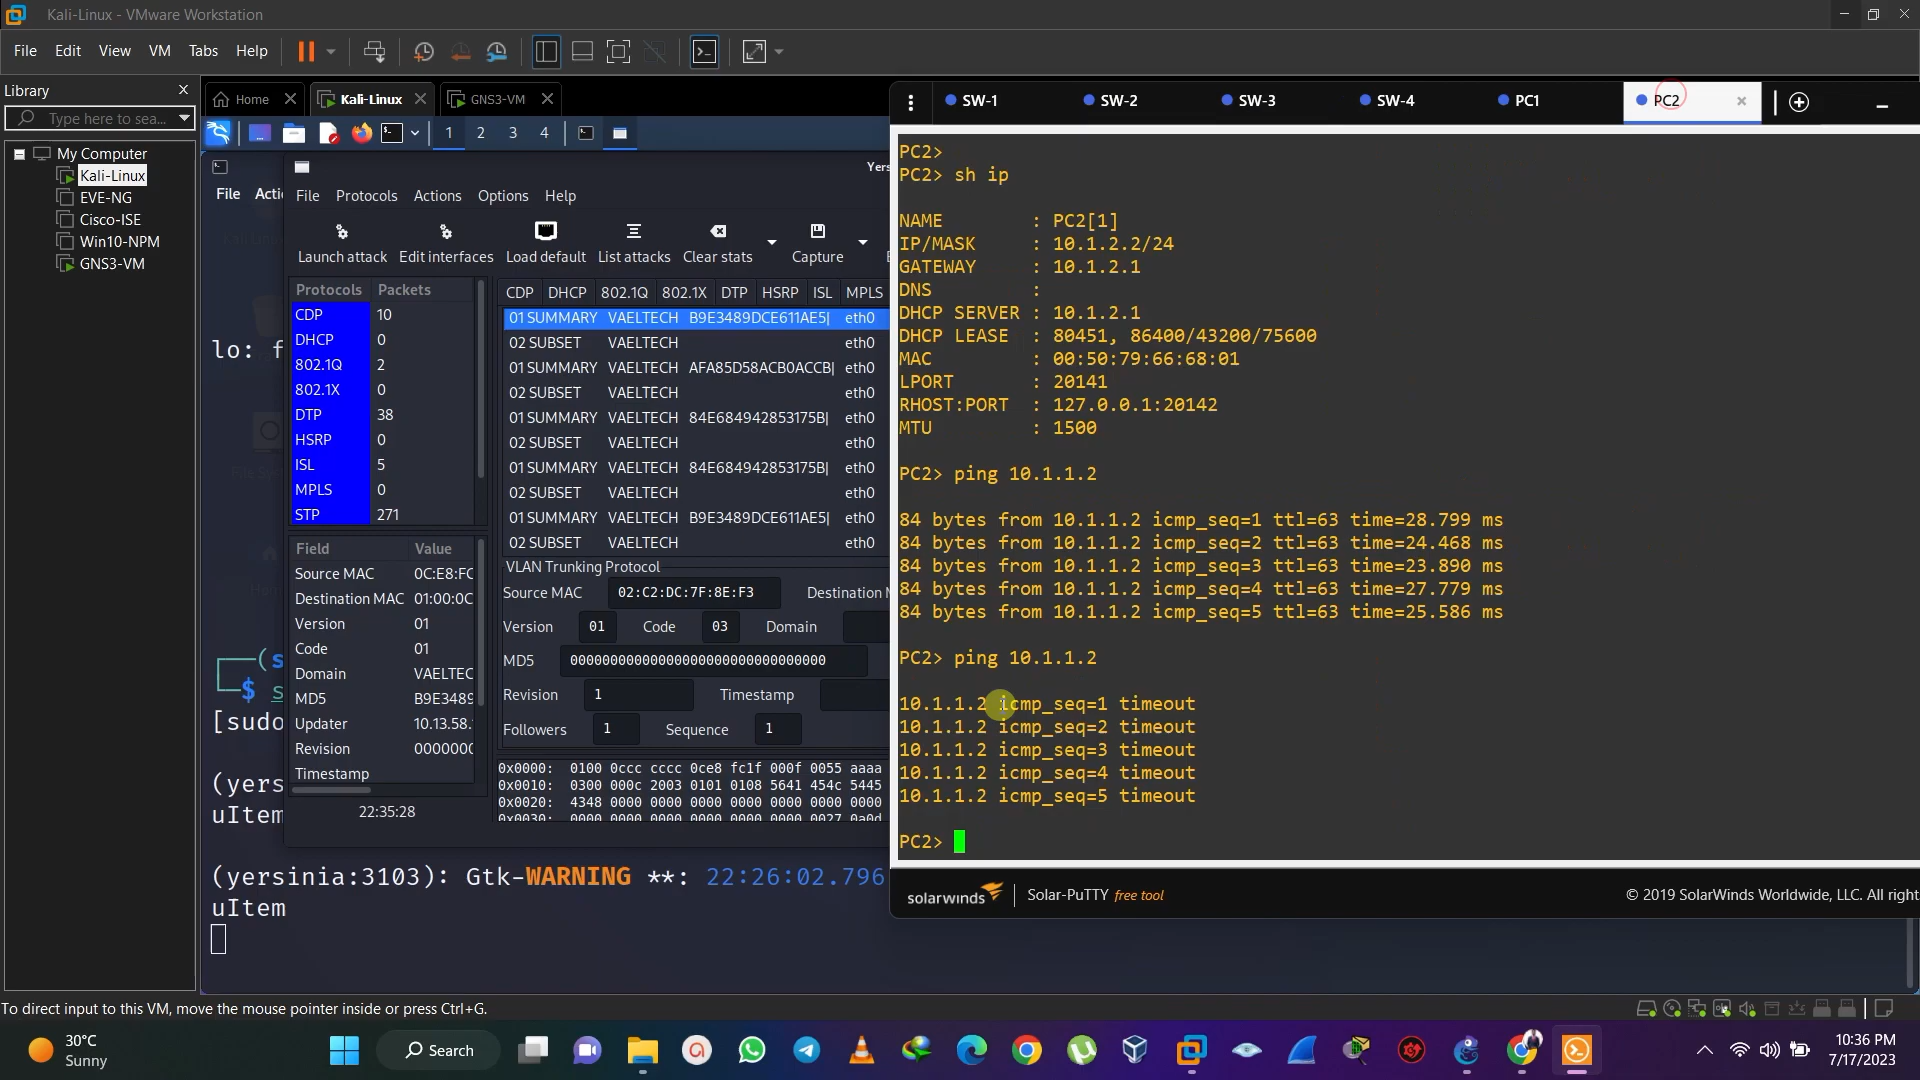 Kali-Linux - VMware Workstation
File Edit View VM Tabs Help
Library
Type here to sea...
My Computer
Kali-Linux
EVE-NG
Cisco-ISE
Win10-NPM
GNS3-VM
Home Kali-Linux GNS3-VM
1 2 3 4
File Acti
lo: f
[sudo
(yers
uItem
(yersinia:3103): Gtk-WARNING **: 22:26:02.796
uItem
Yers
File Protocols Actions Options Help
Launch attack Edit interfaces Load default List attacks Clear stats Capture
Protocols Packets
CDP 10
DHCP 0
802.1Q 2
802.1X 0
DTP 38
HSRP 0
ISL 5
MPLS 0
STP 271
Field Value
Source MAC 0C:E8:FC
Destination MAC 01:00:0C
Version 01
Code 01
Domain VAELTEC
MD5 B9E3489
Updater 10.13.58.
Revision 000000
Timestamp
22:35:28
CDP DHCP 802.1Q 802.1X DTP HSRP ISL MPLS
01 SUMMARY VAELTECH B9E3489DCE611AE5| eth0
02 SUBSET VAELTECH eth0
01 SUMMARY VAELTECH AFA85D58ACB0ACCB| eth0
02 SUBSET VAELTECH eth0
01 SUMMARY VAELTECH 84E684942853175B| eth0
02 SUBSET VAELTECH eth0
01 SUMMARY VAELTECH 84E684942853175B| eth0
02 SUBSET VAELTECH eth0
01 SUMMARY VAELTECH B9E3489DCE611AE5| eth0
02 SUBSET VAELTECH eth0
VLAN Trunking Protocol
Source MAC 02:C2:DC:7F:8E:F3 Destination M
Version 01 Code 03 Domain
MD5 00000000000000000000000000000000
Revision 1 Timestamp
Followers 1 Sequence 1
0x0000: 0100 0ccc cccc 0ce8 fc1f 000f 0055 aaaa
0x0010: 0300 000c 2003 0101 0108 5641 454c 5445
0x0020: 4348 0000 0000 0000 0000 0000 0000 0000
0x0030: 0000 0000 0000 0000 0000 0000 0027 0a0d
SW-1 SW-2 SW-3 SW-4 PC1 PC2
PC2>
PC2> sh ip
NAME : PC2[1]
IP/MASK : 10.1.2.2/24
GATEWAY : 10.1.2.1
DNS :
DHCP SERVER : 10.1.2.1
DHCP LEASE : 80451, 86400/43200/75600
MAC : 00:50:79:66:68:01
LPORT : 20141
RHOST:PORT : 127.0.0.1:20142
MTU : 1500
PC2> ping 10.1.1.2
84 bytes from 10.1.1.2 icmp_seq=1 ttl=63 time=28.799 ms
84 bytes from 10.1.1.2 icmp_seq=2 ttl=63 time=24.468 ms
84 bytes from 10.1.1.2 icmp_seq=3 ttl=63 time=23.890 ms
84 bytes from 10.1.1.2 icmp_seq=4 ttl=63 time=27.779 ms
84 bytes from 10.1.1.2 icmp_seq=5 ttl=63 time=25.586 ms
PC2> ping 10.1.1.2
10.1.1.2 icmp_seq=1 timeout
10.1.1.2 icmp_seq=2 timeout
10.1.1.2 icmp_seq=3 timeout
10.1.1.2 icmp_seq=4 timeout
10.1.1.2 icmp_seq=5 timeout
PC2>
solarwinds Solar-PuTTY free tool © 2019 SolarWinds Worldwide, LLC. All right
To direct input to this VM, move the mouse pointer inside or press Ctrl+G.
30°C
Sunny
Search
10:36 PM
7/17/2023